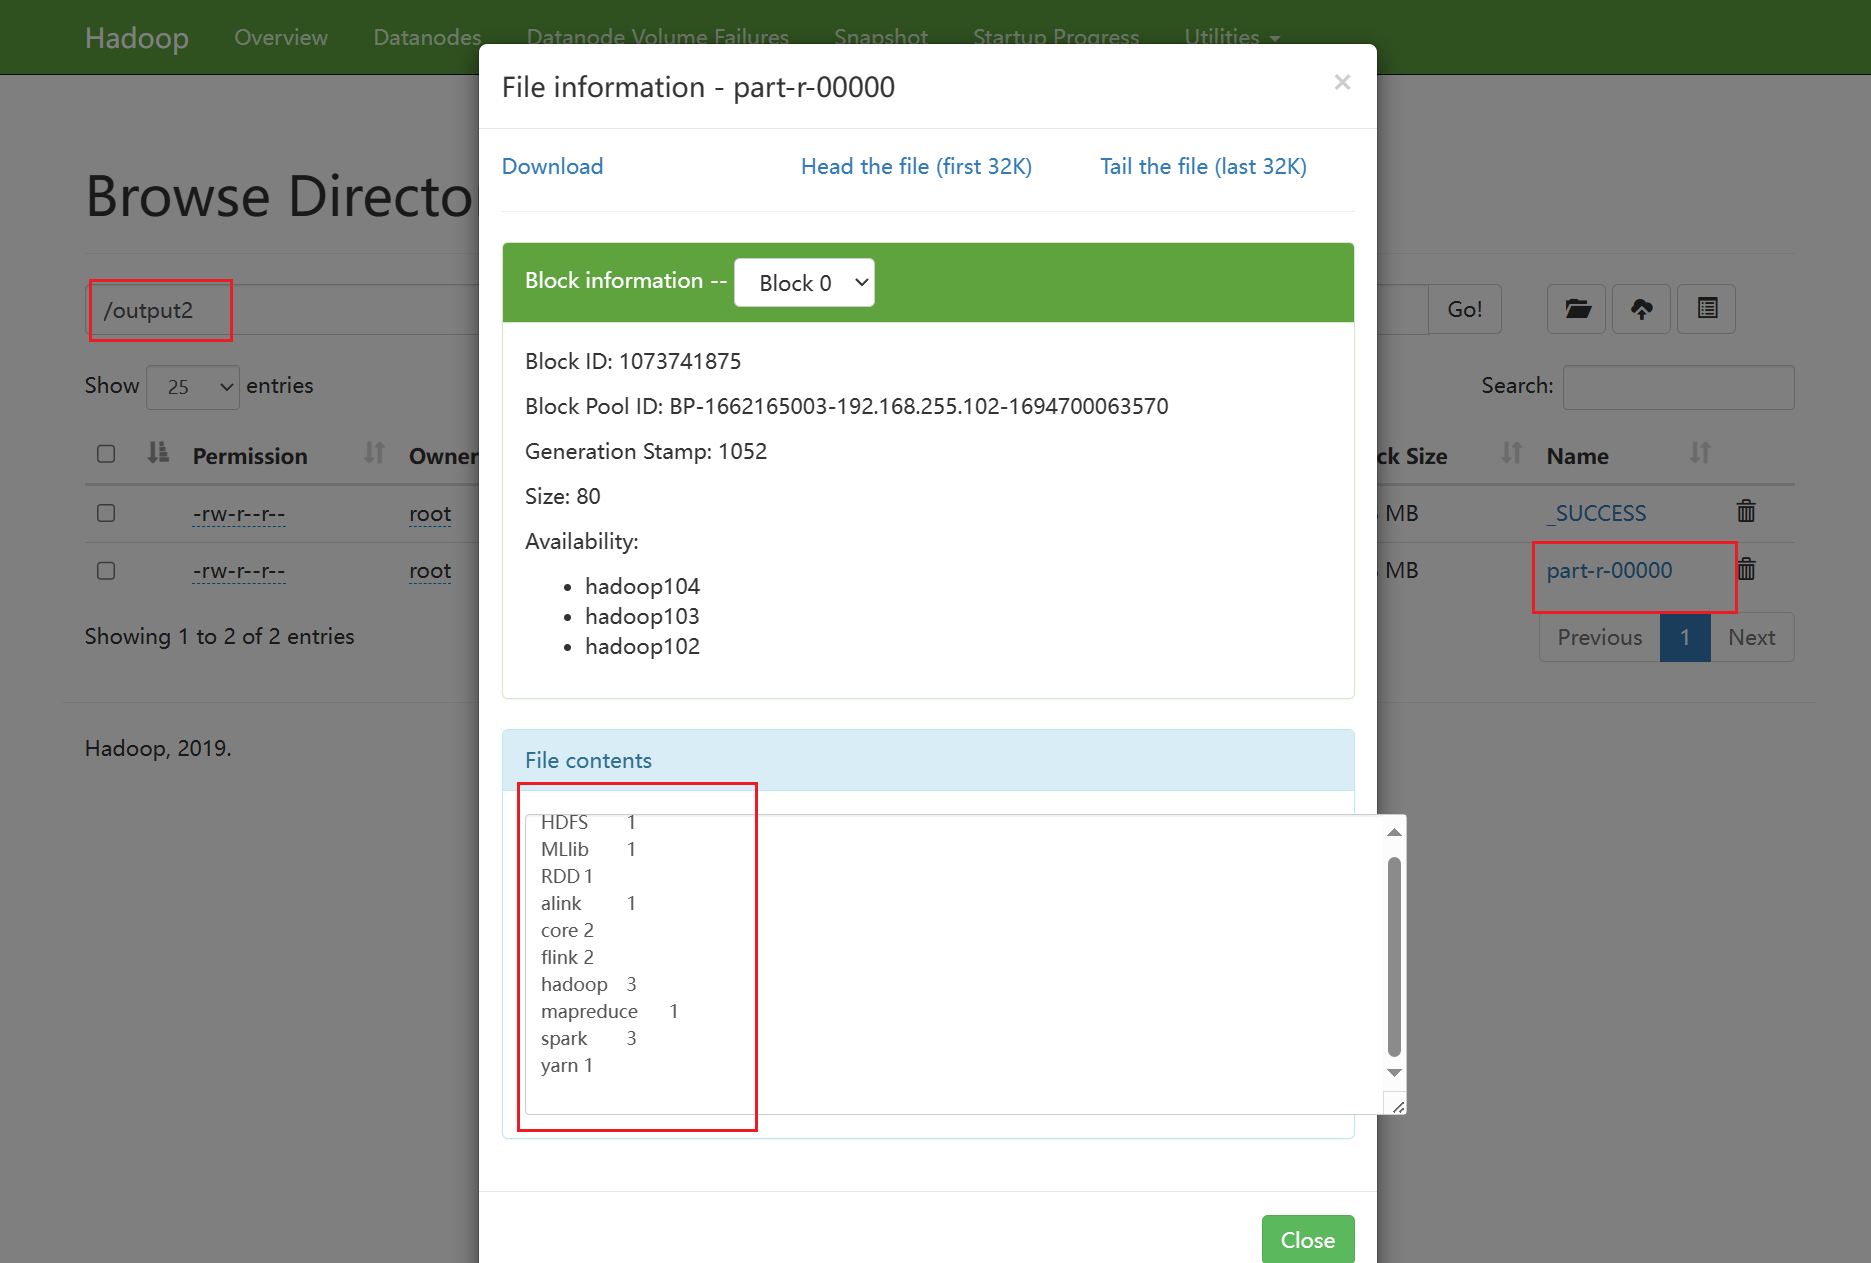 Hadoop Overview Datanodes Datanode Volume Failures Snapshot Startup Progress Utilities
File information - part-r-00000 ×
Download Head the file (first 32K) Tail the file (last 32K)
Browse Directo
Block information -- Block 0
/output2 Go!
Block ID: 1073741875
Show 25 entries Search:
Block Pool ID: BP-1662165003-192.168.255.102-1694700063570
Permission Owner ck Size Name
Generation Stamp: 1052
Size: 80
-rw-r--r-- root MB _SUCCESS
Availability:
-rw-r--r-- root MB part-r-00000
• hadoop104
• hadoop103
• hadoop102
Showing 1 to 2 of 2 entries Previous 1 Next
Hadoop, 2019.
File contents
HDFS 1
MLlib 1
RDD 1
alink 1
core 2
flink 2
hadoop 3
mapreduce 1
spark 3
yarn 1
Close